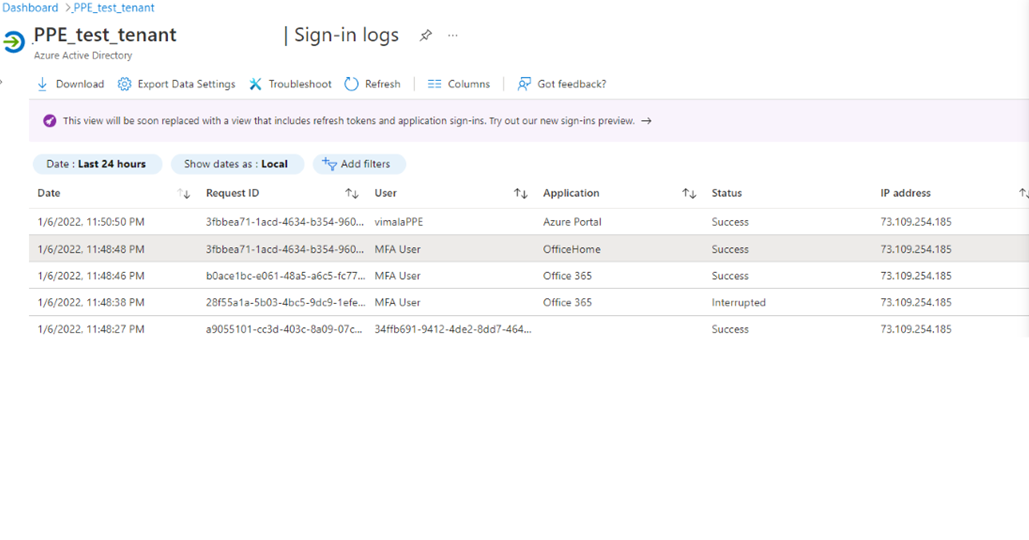 Dashboard > PPE_test_tenant
PPE_test_tenant | Sign-in logs ...
Azure Active Directory
Download Export Data Settings Troubleshoot Refresh Columns Got feedback?
This view will be soon replaced with a view that includes refresh tokens and application sign-ins. Try out our new sign-ins preview. →
Date : Last 24 hours Show dates as : Local Add filters
Date Request ID User Application Status IP address
1/6/2022, 11:50:50 PM 3fbbea71-1acd-4634-b354-960... vimalaPPE Azure Portal Success 73.109.254.185
1/6/2022, 11:48:48 PM 3fbbea71-1acd-4634-b354-960... MFA User OfficeHome Success 73.109.254.185
1/6/2022, 11:48:46 PM b0ace1bc-e061-48a5-a6c5-fc77... MFA User Office 365 Success 73.109.254.185
1/6/2022, 11:48:38 PM 28f55a1a-5b03-4bc5-9dc9-1efe... MFA User Office 365 Interrupted 73.109.254.185
1/6/2022, 11:48:27 PM a9055101-cc3d-403c-8a09-07c... 34ffb691-9412-4de2-8dd7-464... Success 73.109.254.185